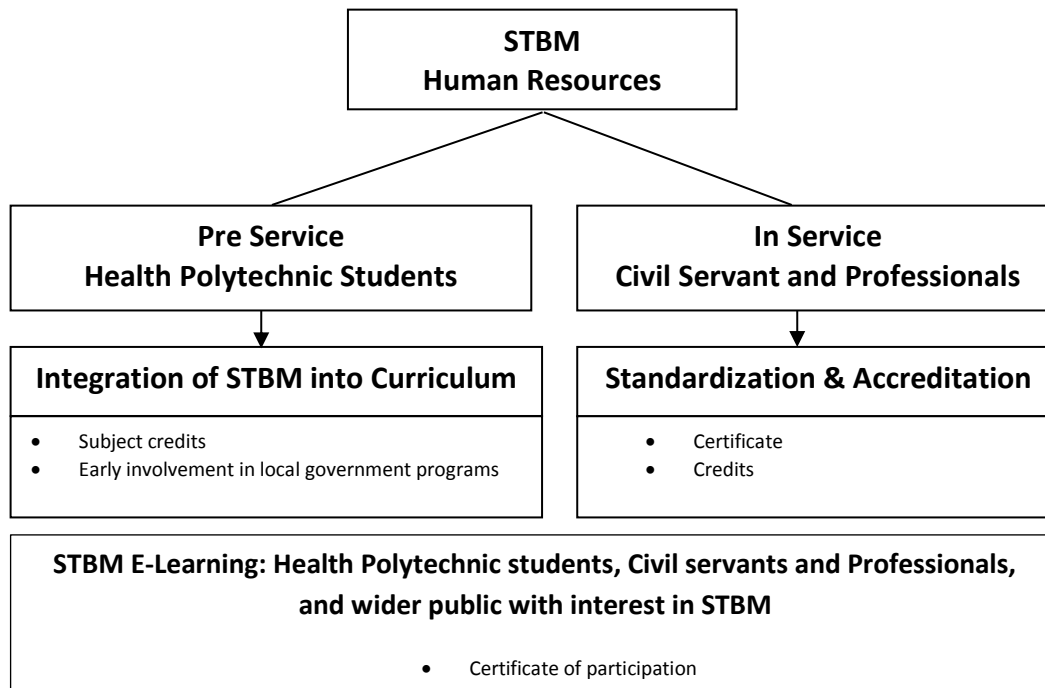 STBM
Human Resources
Pre Service
Health Polytechnic Students
In Service
Civil Servant and Professionals
Integration of STBM into Curriculum
• Subject credits
• Early involvement in local government programs
Standardization & Accreditation
• Certificate
• Credits
STBM E-Learning: Health Polytechnic students, Civil servants and Professionals,
and wider public with interest in STBM
• Certificate of participation